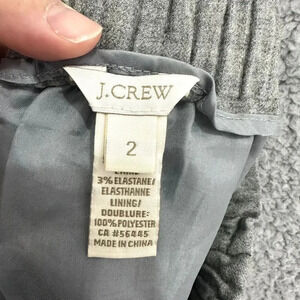 J.CREW
2
3% ELASTANE/
ELASTHANNE
LINING/
DOUBLURE:
100% POLYESTER
CA #56445
MADE IN CHINA